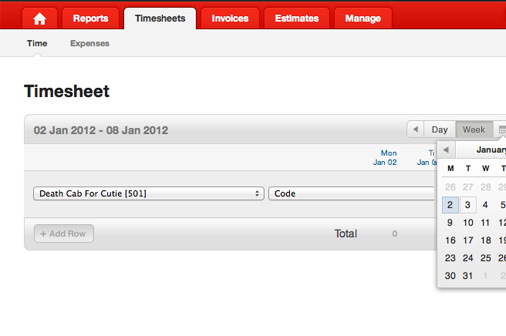 Reports Timesheets Invoices Estimates Manage
Time Expenses
Timesheet
02 Jan 2012 - 08 Jan 2012 Day Week
January
Mon
Jan 02 Jan
M T W T
Death Cab For Cutie [501] Code
26 27 28 29
2 3 4 5
9 10 11 12
16 17 18 19
23 24 25 26
30 31 1 2
+ Add Row Total 0